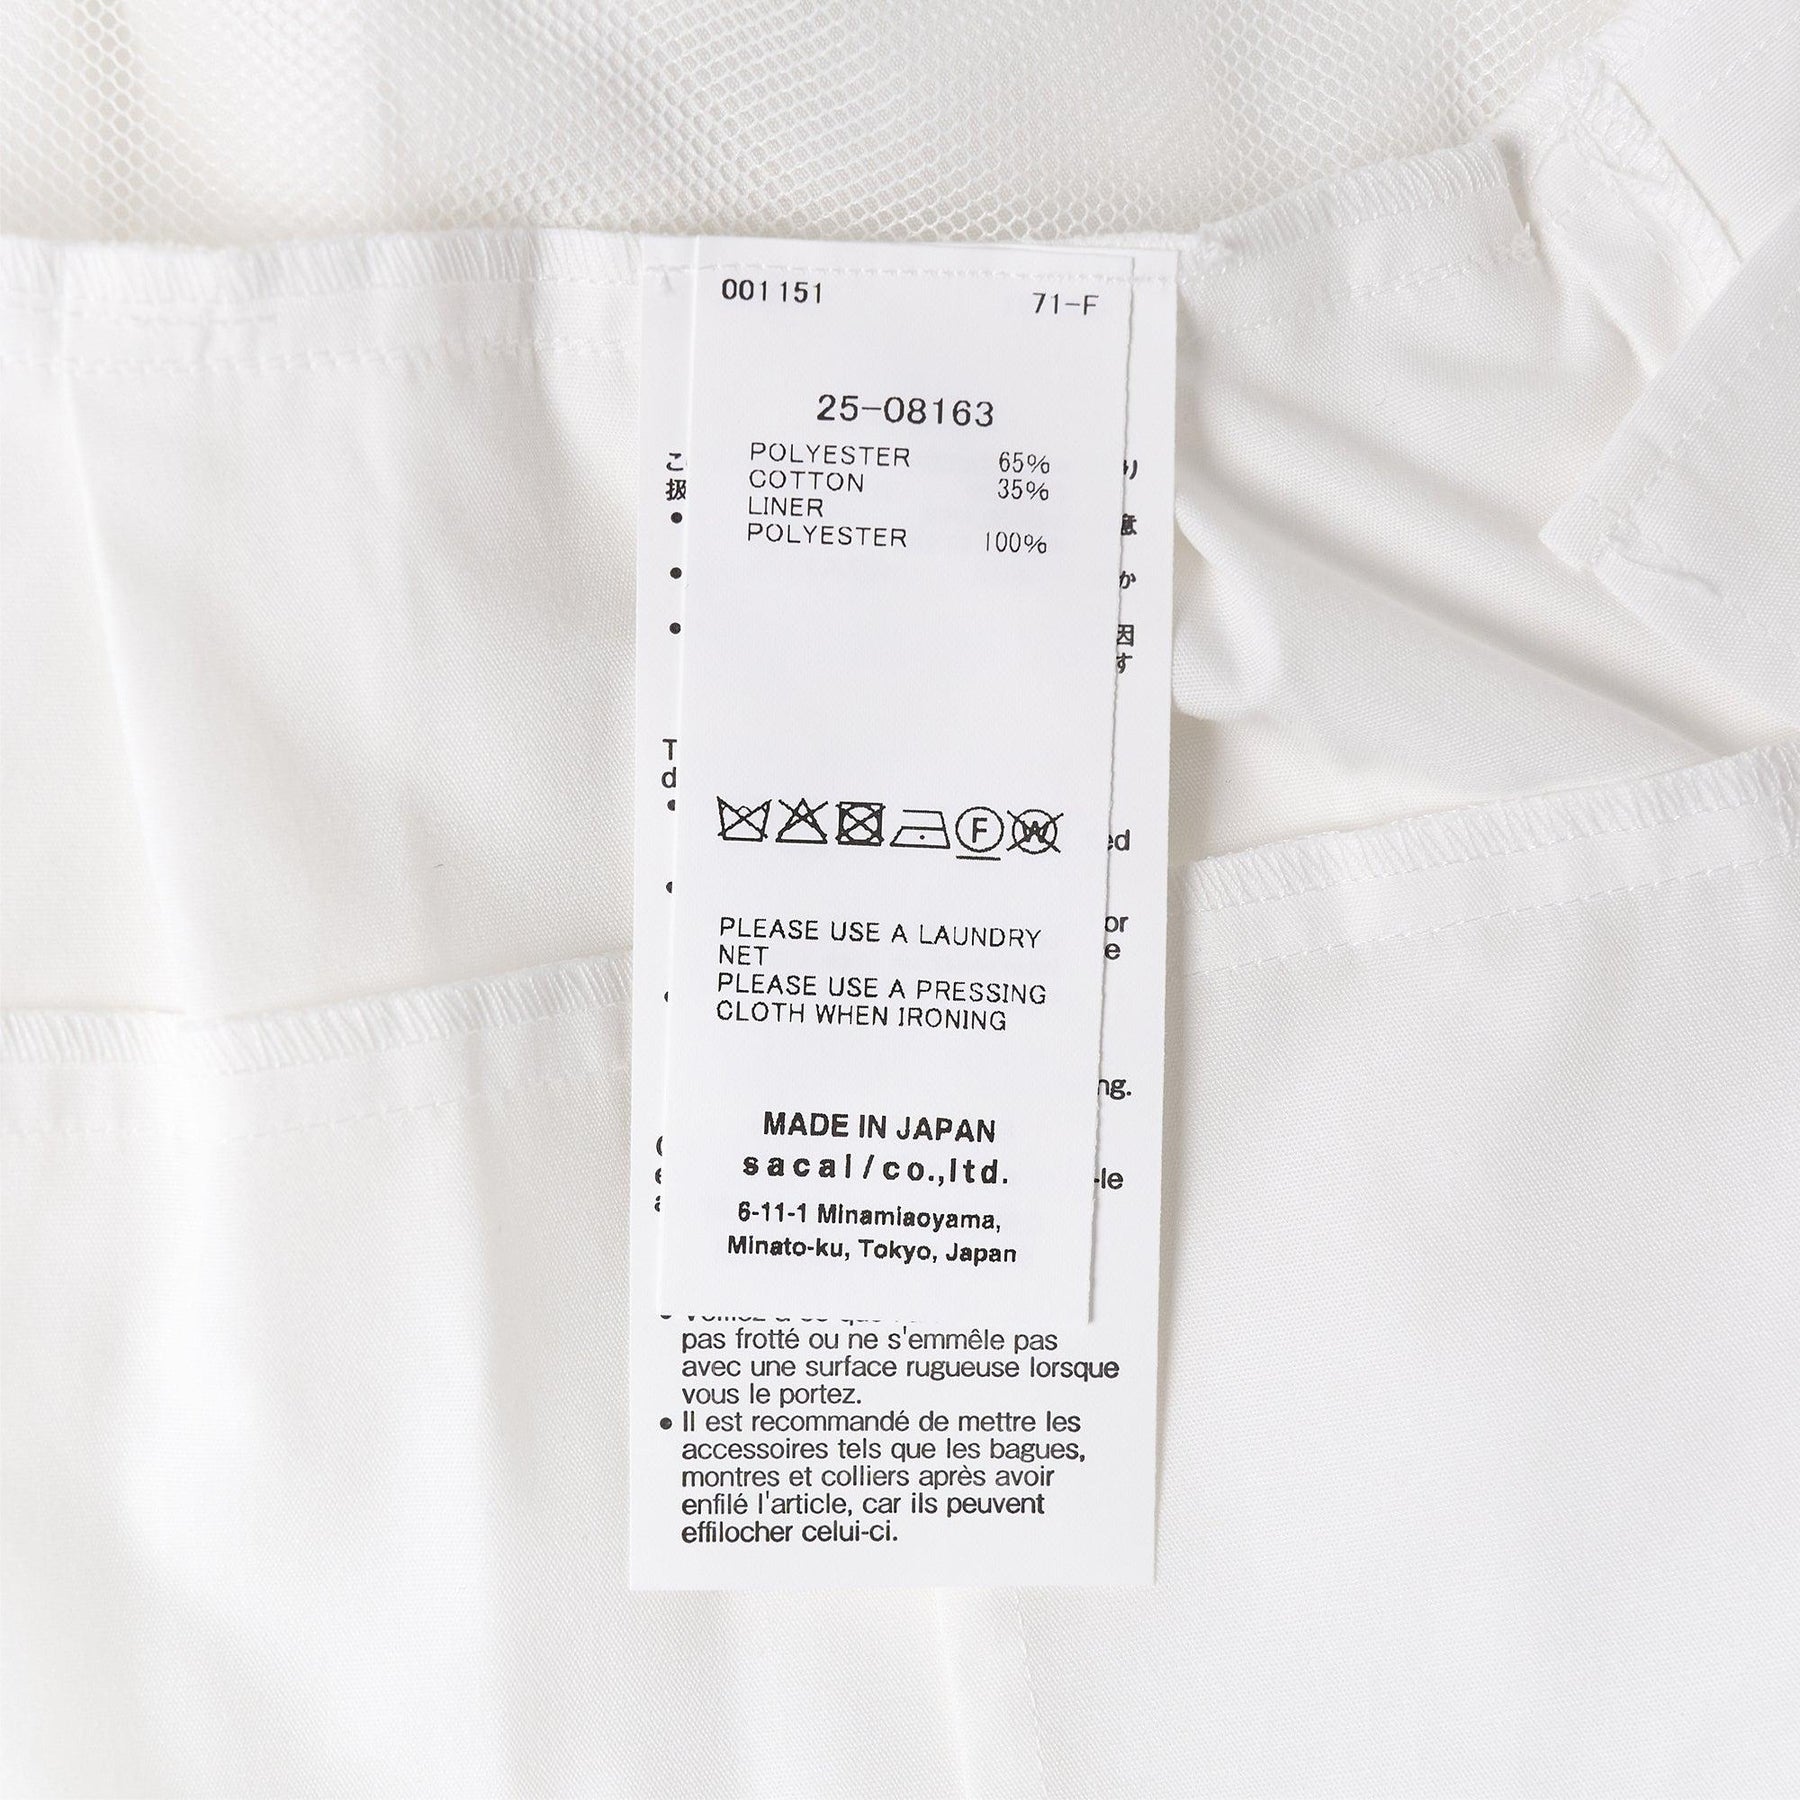 001151 71-F
25-08163
POLYESTER 65%
COTTON 35%
LINER
POLYESTER 100%
F W
PLEASE USE A LAUNDRY
NET
PLEASE USE A PRESSING
CLOTH WHEN IRONING
MADE IN JAPAN
sacai/co.,ltd.
6-11-1 Minamiaoyama,
Minato-ku, Tokyo, Japan
pas frotté ou ne s'emmêle pas
avec une surface rugueuse lorsque
vous le portez.
● Il est recommandé de mettre les
accessoires tels que les bagues,
montres et colliers après avoir
enfilé l'article, car ils peuvent
effilocher celui-ci.